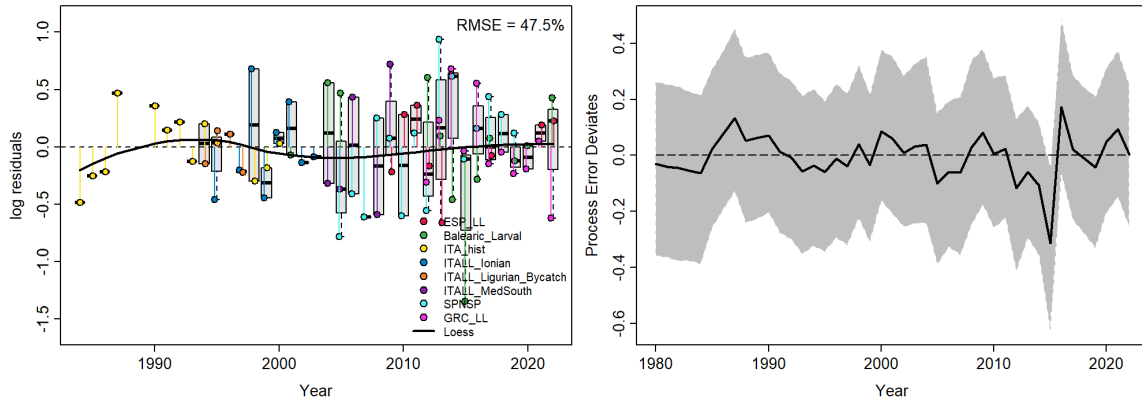 RMSE = 47.5%
log residuals
1.0
0.5
0.0
-0.5
-1.0
-1.5
ESP_LL
Balearic_Larval
ITA_hist
ITALL_Ionian
ITALL_Ligurian_Bycatch
ITALL_MedSouth
SPNSP
GRC_LL
Loess
1990 2000 2010 2020
Year
Process Error Deviates
0.4
0.2
0.0
-0.2
-0.4
-0.6
1980 1990 2000 2010 2020
Year